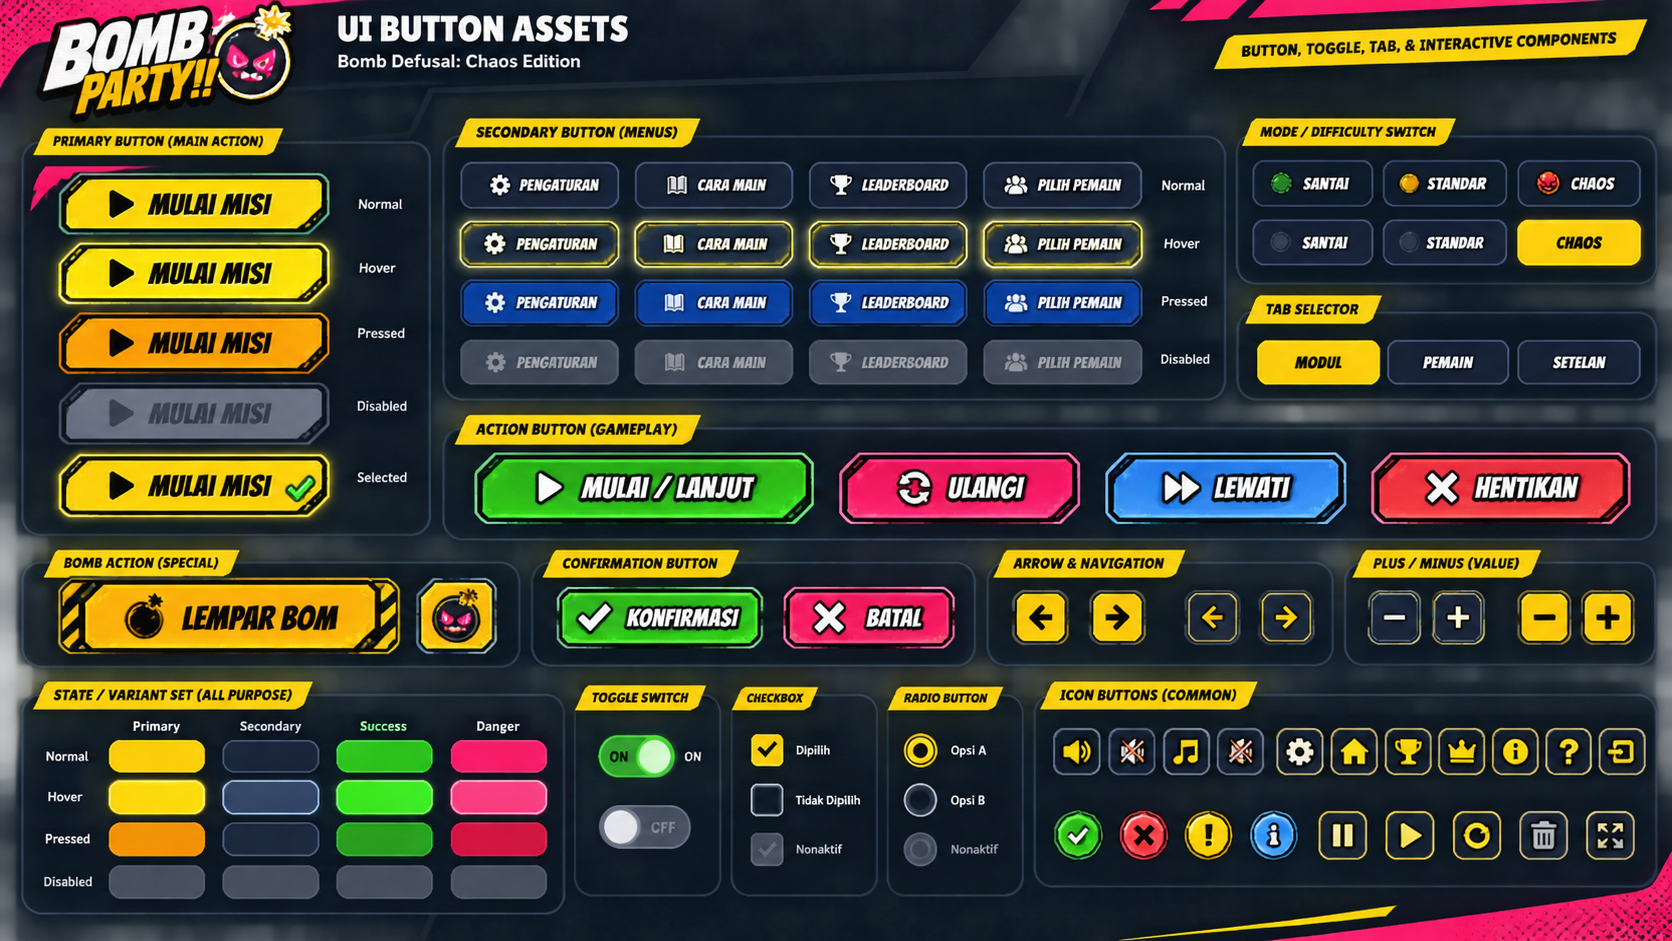 BOMB
PARTY!!
UI BUTTON ASSETS
Bomb Defusal: Chaos Edition
BUTTON, TOGGLE, TAB, & INTERACTIVE COMPONENTS
PRIMARY BUTTON (MAIN ACTION)
MULAI MISI Normal
MULAI MISI Hover
MULAI MISI Pressed
MULAI MISI Disabled
MULAI MISI Selected
SECONDARY BUTTON (MENUS)
PENGATURAN CARA MAIN LEADERBOARD PILIH PEMAIN Normal
PENGATURAN CARA MAIN LEADERBOARD PILIH PEMAIN Hover
PENGATURAN CARA MAIN LEADERBOARD PILIH PEMAIN Pressed
PENGATURAN CARA MAIN LEADERBOARD PILIH PEMAIN Disabled
MODE / DIFFICULTY SWITCH
SANTAI STANDAR CHAOS
SANTAI STANDAR CHAOS
TAB SELECTOR
MODUL PEMAIN SETELAN
ACTION BUTTON (GAMEPLAY)
MULAI / LANJUT ULANGI LEWATI HENTIKAN
BOMB ACTION (SPECIAL)
LEMPAR BOM
CONFIRMATION BUTTON
KONFIRMASI BATAL
ARROW & NAVIGATION
PLUS / MINUS (VALUE)
STATE / VARIANT SET (ALL PURPOSE)
Primary Secondary Success Danger
Normal
Hover
Pressed
Disabled
TOGGLE SWITCH
ON ON
CFF
CHECKBOX
Dipilih
Tidak Dipilih
Nonaktif
RADIO BUTTON
Opsi A
Opsi B
Nonaktif
ICON BUTTONS (COMMON)